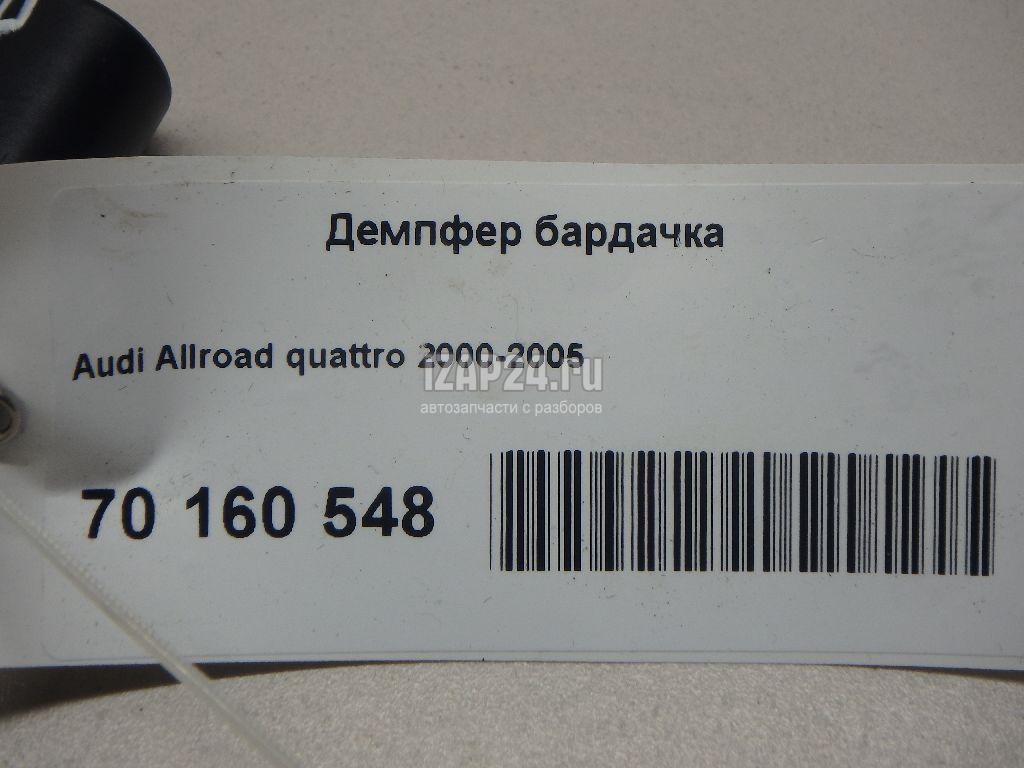 Демпфер бардачка
Audi Allroad quattro 2000-2005
IZAP24.ru
автозапчасти с разборов
70 160 548